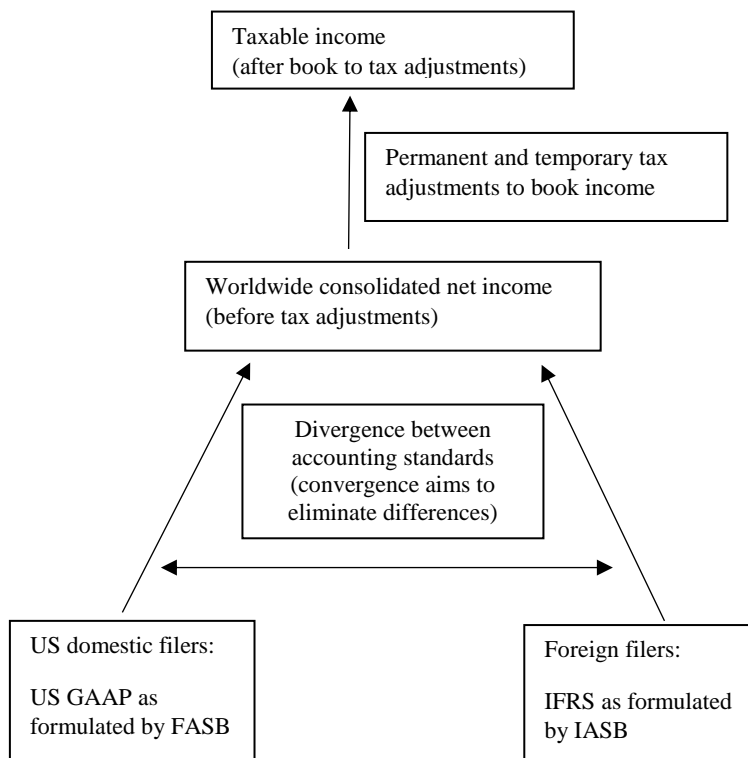 Taxable income
(after book to tax adjustments)
Permanent and temporary tax
adjustments to book income
Worldwide consolidated net income
(before tax adjustments)
Divergence between
accounting standards
(convergence aims to
eliminate differences)
US domestic filers:
US GAAP as
formulated by FASB
Foreign filers:
IFRS as formulated
by IASB